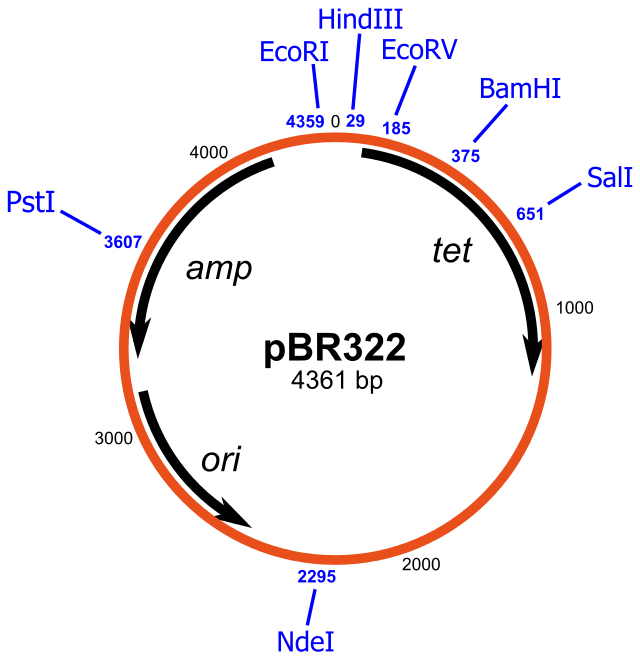 HindIII
EcoRI
EcoRV
BamHI
4359 0 29 185
4000
375
SalI
PstI
651
3607
tet
amp
1000
pBR322
4361 bp
3000
ori
2000
2295
NdeI